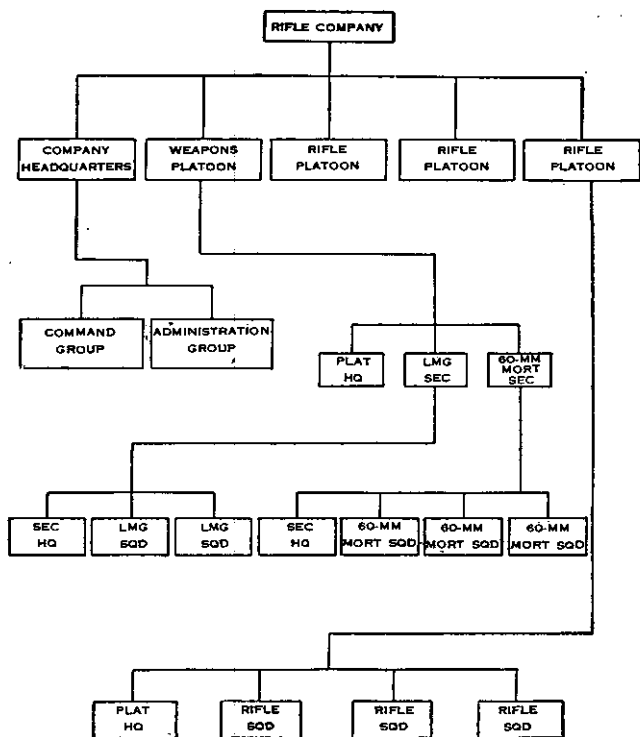 RIFLE COMPANY
COMPANY
HEADQUARTERS
WEAPONS
PLATOON
RIFLE
PLATOON
RIFLE
PLATOON
RIFLE
PLATOON
COMMAND
GROUP
ADMINISTRATION
GROUP
PLAT
HQ
LMG
SEC
60-MM
MORT
SEC
SEC
HQ
LMG
SQD
LMG
SQD
SEC
HQ
60-MM
MORT SQD
60-MM
MORT SQD
60-MM
MORT SQD
PLAT
HQ
RIFLE
SQD
RIFLE
SQD
RIFLE
SQD